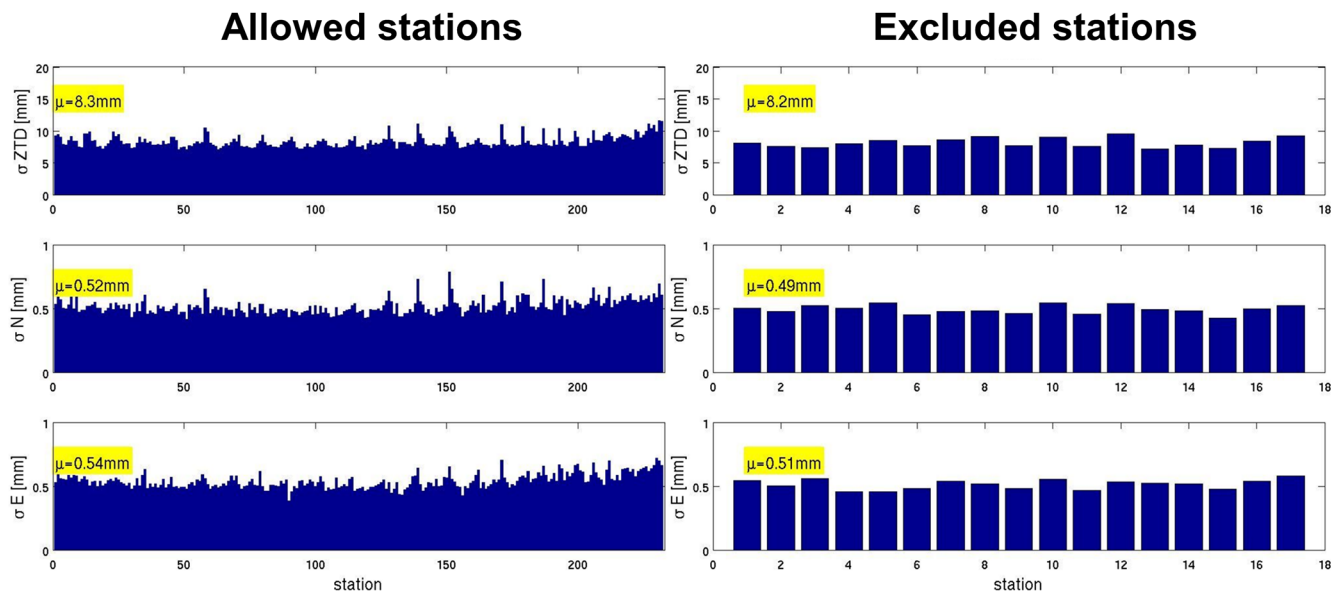 Allowed stations
Excluded stations
σ ZTD [mm]
20
15
10
5
0
μ=8.3mm
0 50 100 150 200
σ ZTD [mm]
20
15
10
5
0
μ=8.2mm
0 2 4 6 8 10 12 14 16 18
σ N [mm]
1
0.5
0
μ=0.52mm
0 50 100 150 200
σ N [mm]
1
0.5
0
μ=0.49mm
0 2 4 6 8 10 12 14 16 18
σ E [mm]
1
0.5
0
μ=0.54mm
0 50 100 150 200
station
σ E [mm]
1
0.5
0
μ=0.51mm
0 2 4 6 8 10 12 14 16 18
station